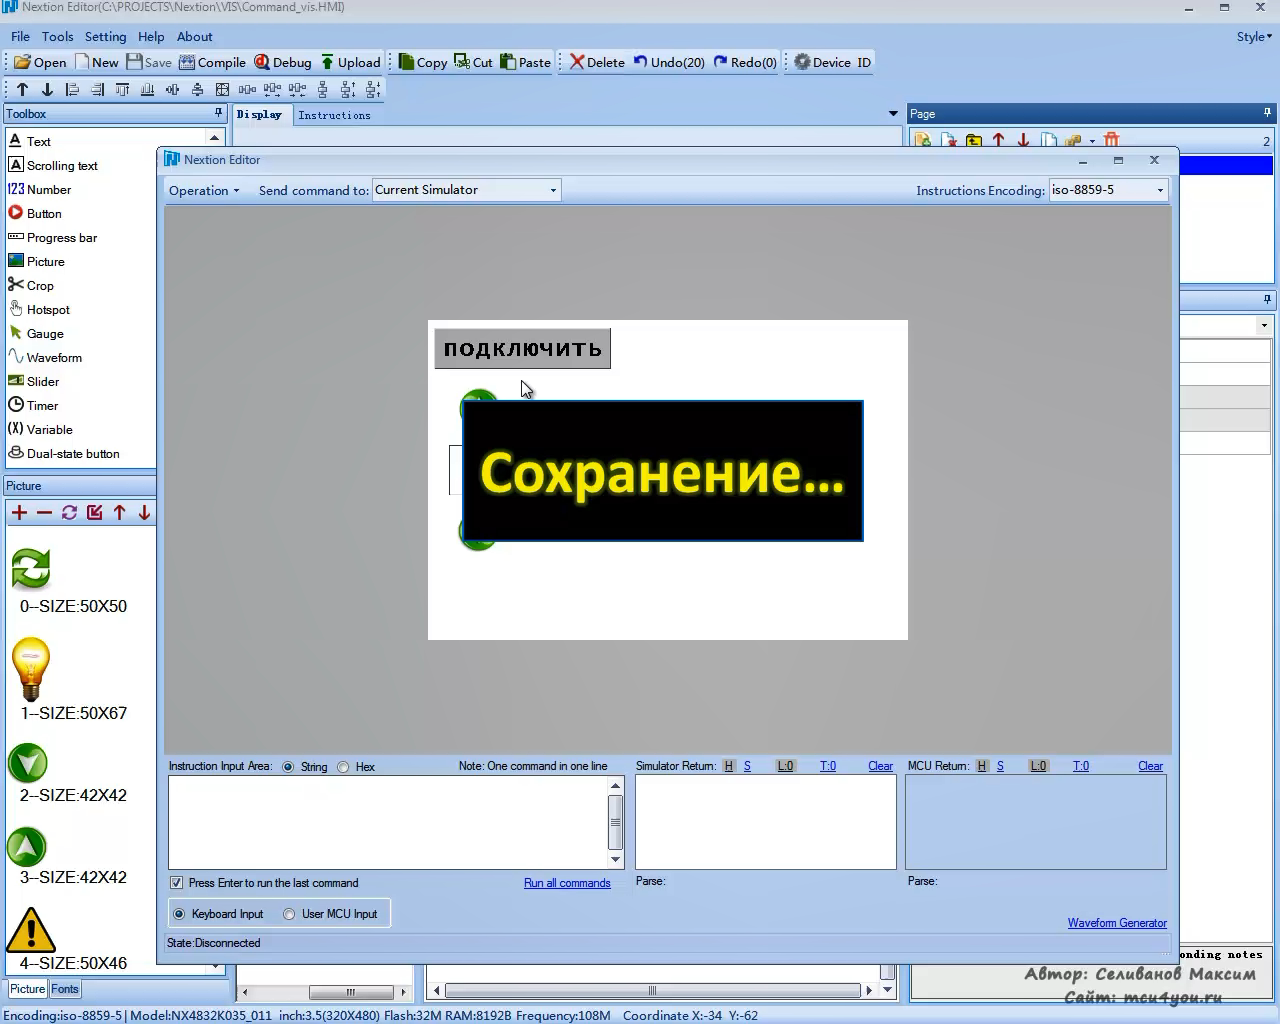 Nextion Editor(C:\PROJECTS\Nextion\VIS\Command_vis.HMI)
File Tools Setting Help About
Style
Open New Save Compile Debug Upload Copy Cut Paste Delete Undo(20) Redo(0) Device ID
Toolbox
Display Instructions
Page
2
A Text
A Scrolling text
123 Number
Button
Progress bar
Picture
Crop
Hotspot
Gauge
Waveform
Slider
Timer
(X) Variable
Dual-state button
Picture
0--SIZE:50X50
1--SIZE:50X67
2--SIZE:42X42
3--SIZE:42X42
4--SIZE:50X46
Picture Fonts
Nextion Editor
Operation Send command to: Current Simulator
Instructions Encoding: iso-8859-5
ПОДКЛЮЧИТЬ
Сохранение...
Instruction Input Area: String Hex Note: One command in one line
Simulator Return: H S L:0 T:0 Clear
MCU Return: H S L:0 T:0 Clear
Press Enter to run the last command Run all commands
Parse:
Parse:
Keyboard Input User MCU Input
Waveform Generator
State:Disconnected
onding notes
Автор: Селиванов Максим
Сайт: mcu4you.ru
Encoding:iso-8859-5 Model:NX4832K035_011 inch:3.5(320X480) Flash:32M RAM:8192B Frequency:108M Coordinate X:-34 Y:-62